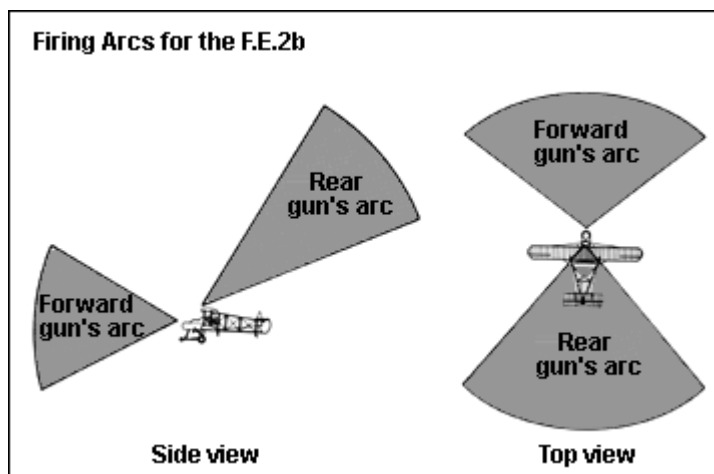 Firing Arcs for the F.E.2b
Forward
gun's arc
Rear
gun's arc
Forward
gun's arc
Rear
gun's arc
Side view
Top view